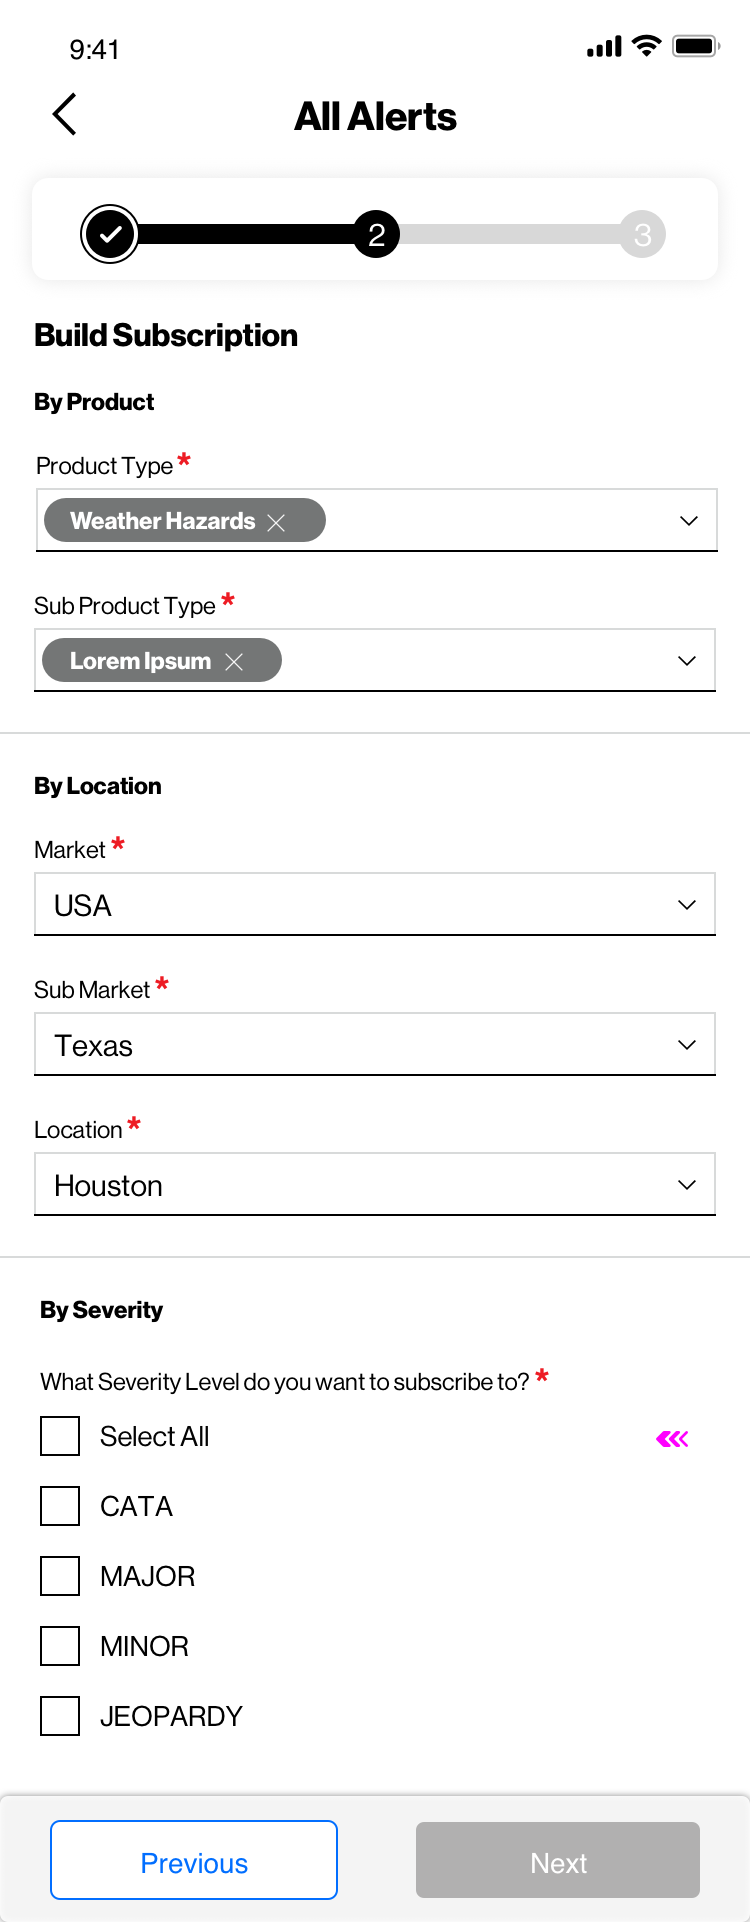 9:41
All Alerts
2 3
Build Subscription
By Product
Product Type *
Weather Hazards
Sub Product Type *
Lorem Ipsum
By Location
Market *
USA
Sub Market *
Texas
Location *
Houston
By Severity
What Severity Level do you want to subscribe to? *
Select All
CATA
MAJOR
MINOR
JEOPARDY
Previous Next